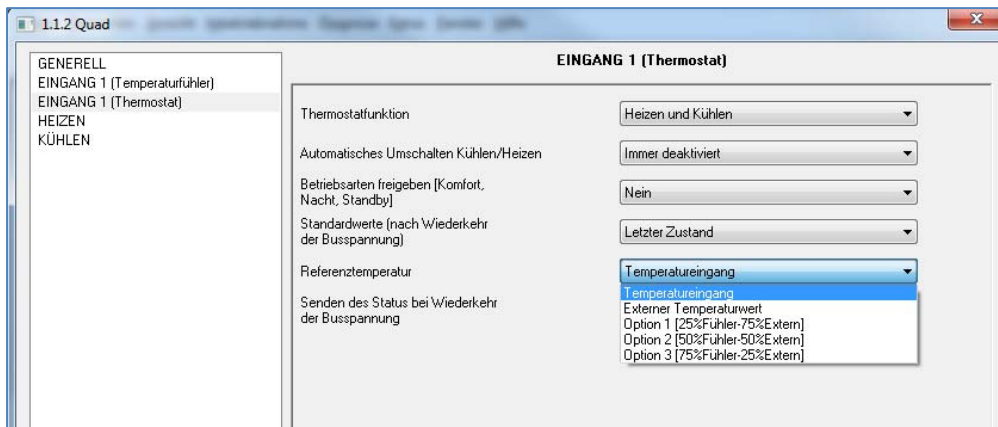 1.1.2 Quad
GENERELL
EINGANG 1 (Temperaturfühler)
EINGANG 1 (Thermostat)
HEIZEN
KÜHLEN
EINGANG 1 (Thermostat)
Thermostatfunktion
Heizen und Kühlen
Automatisches Umschalten Kühlen/Heizen
Immer deaktiviert
Betriebsarten freigeben [Komfort,
Nacht, Standby]
Nein
Standardwerte (nach Wiederkehr
der Busspannung)
Letzter Zustand
Referenztemperatur
Temperatureingang
Temperatureingang
Externer Temperaturwert
Option 1 [25%Fühler-75%Extern]
Option 2 [50%Fühler-50%Extern]
Option 3 [75%Fühler-25%Extern]
Senden des Status bei Wiederkehr
der Busspannung